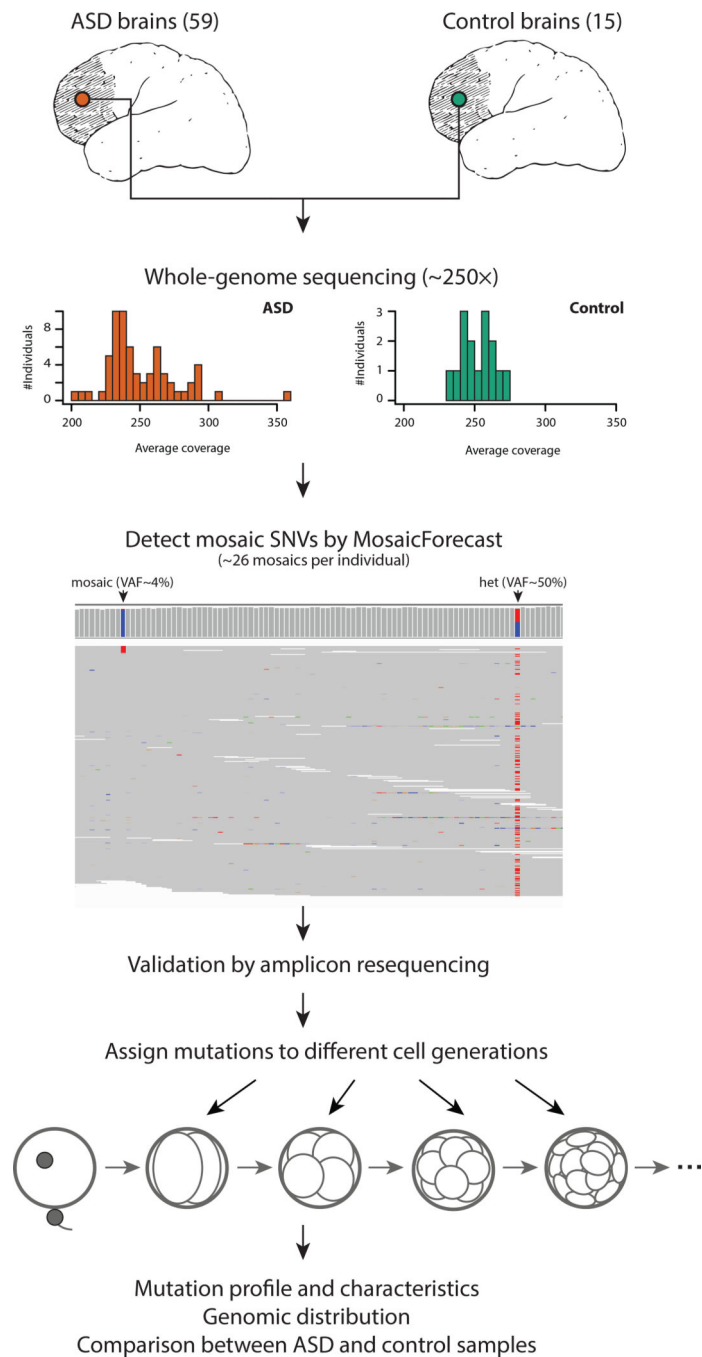 ASD brains (59)
Control brains (15)
Whole-genome sequencing (~250×)
ASD
#Individuals
8
4
0
200
250
300
350
Average coverage
Control
#Individuals
3
2
1
0
200
250
300
350
Average coverage
Detect mosaic SNVs by MosaicForecast
(~26 mosaics per individual)
mosaic (VAF~4%)
het (VAF~50%)
Validation by amplicon resequencing
Assign mutations to different cell generations
...
Mutation profile and characteristics
Genomic distribution
Comparison between ASD and control samples